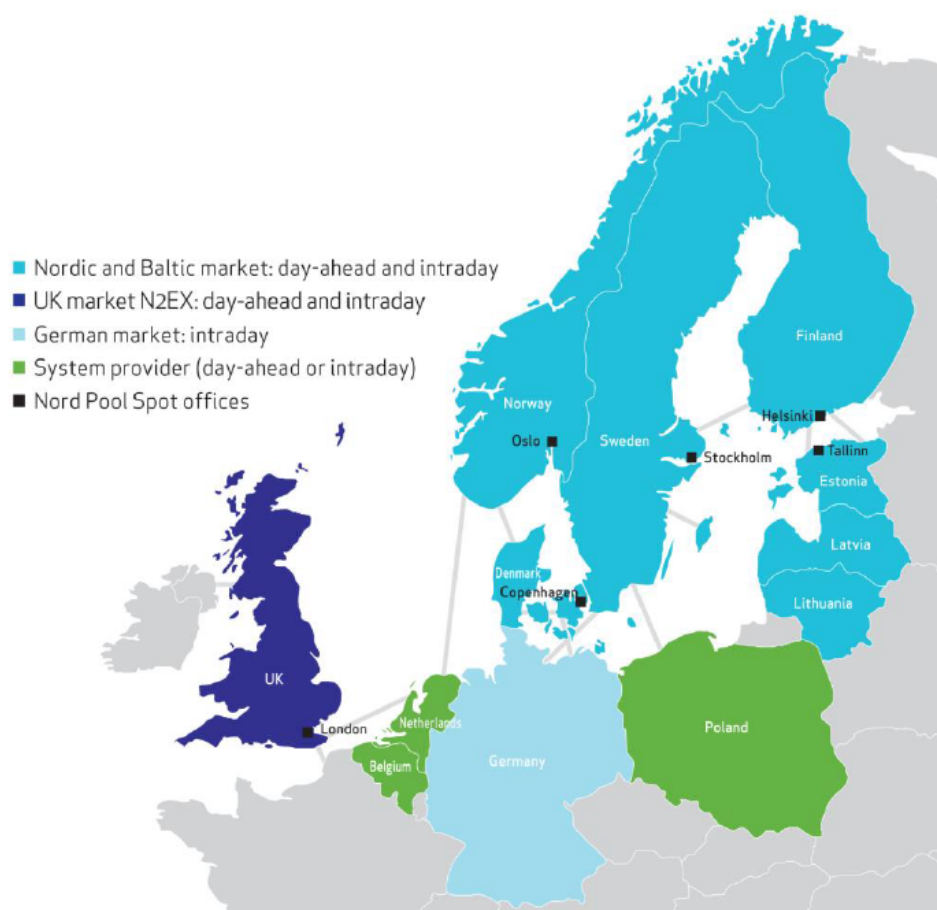 Nordic and Baltic market: day-ahead and intraday
UK market N2EX: day-ahead and intraday
German market: intraday
System provider (day-ahead or intraday)
Nord Pool Spot offices
Finland
Norway
Helsinki
Oslo
Sweden
Tallinn
Stockholm
Estonia
Latvia
Denmark
Copenhagen
Lithuania
UK
London
Netherlands
Poland
Belgium
Germany